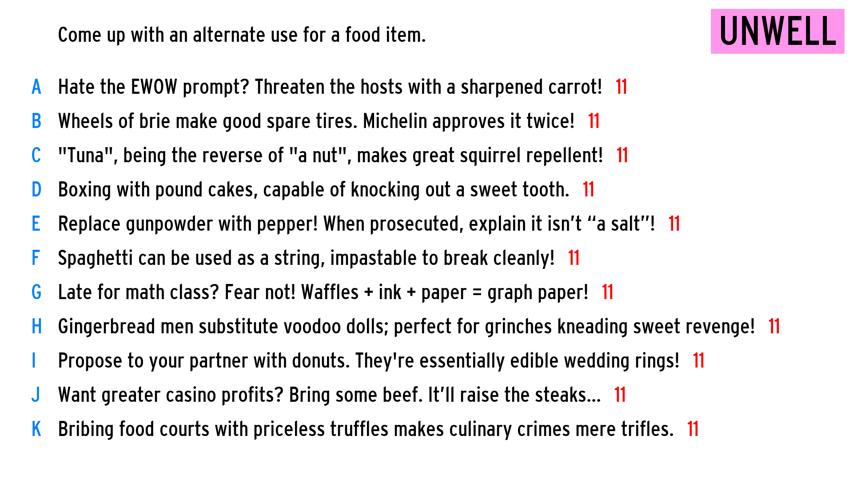 Come up with an alternate use for a food item.
UNWELL
A Hate the EWOW prompt? Threaten the hosts with a sharpened carrot! 11
B Wheels of brie make good spare tires. Michelin approves it twice! 11
C "Tuna", being the reverse of "a nut", makes great squirrel repellent! 11
D Boxing with pound cakes, capable of knocking out a sweet tooth. 11
E Replace gunpowder with pepper! When prosecuted, explain it isn’t “a salt”! 11
F Spaghetti can be used as a string, impastable to break cleanly! 11
G Late for math class? Fear not! Waffles + ink + paper = graph paper! 11
H Gingerbread men substitute voodoo dolls; perfect for grinches kneading sweet revenge! 11
I Propose to your partner with donuts. They're essentially edible wedding rings! 11
J Want greater casino profits? Bring some beef. It’ll raise the steaks... 11
K Bribing food courts with priceless truffles makes culinary crimes mere trifles. 11